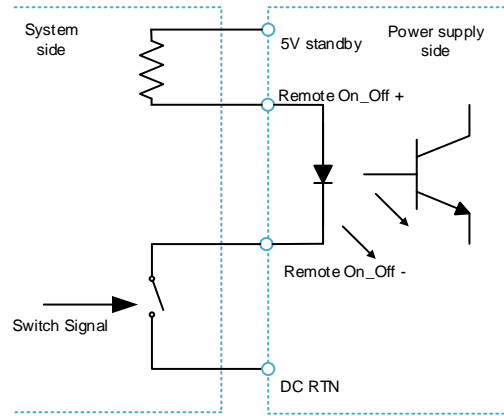 System
side
5V standby
Power supply
side
Remote On_Off +
Remote On_Off -
Switch Signal
DC RTN